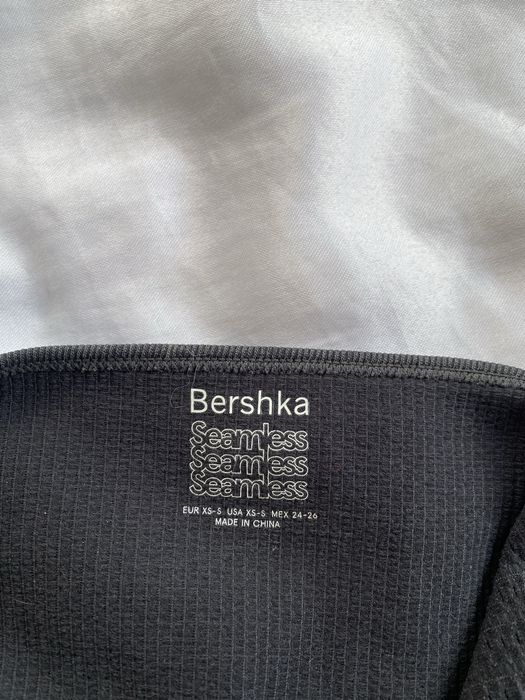 Bershka
Seamless
Seamless
Seamless
EUR XS-S USA XS-S MEX 24-26
MADE IN CHINA